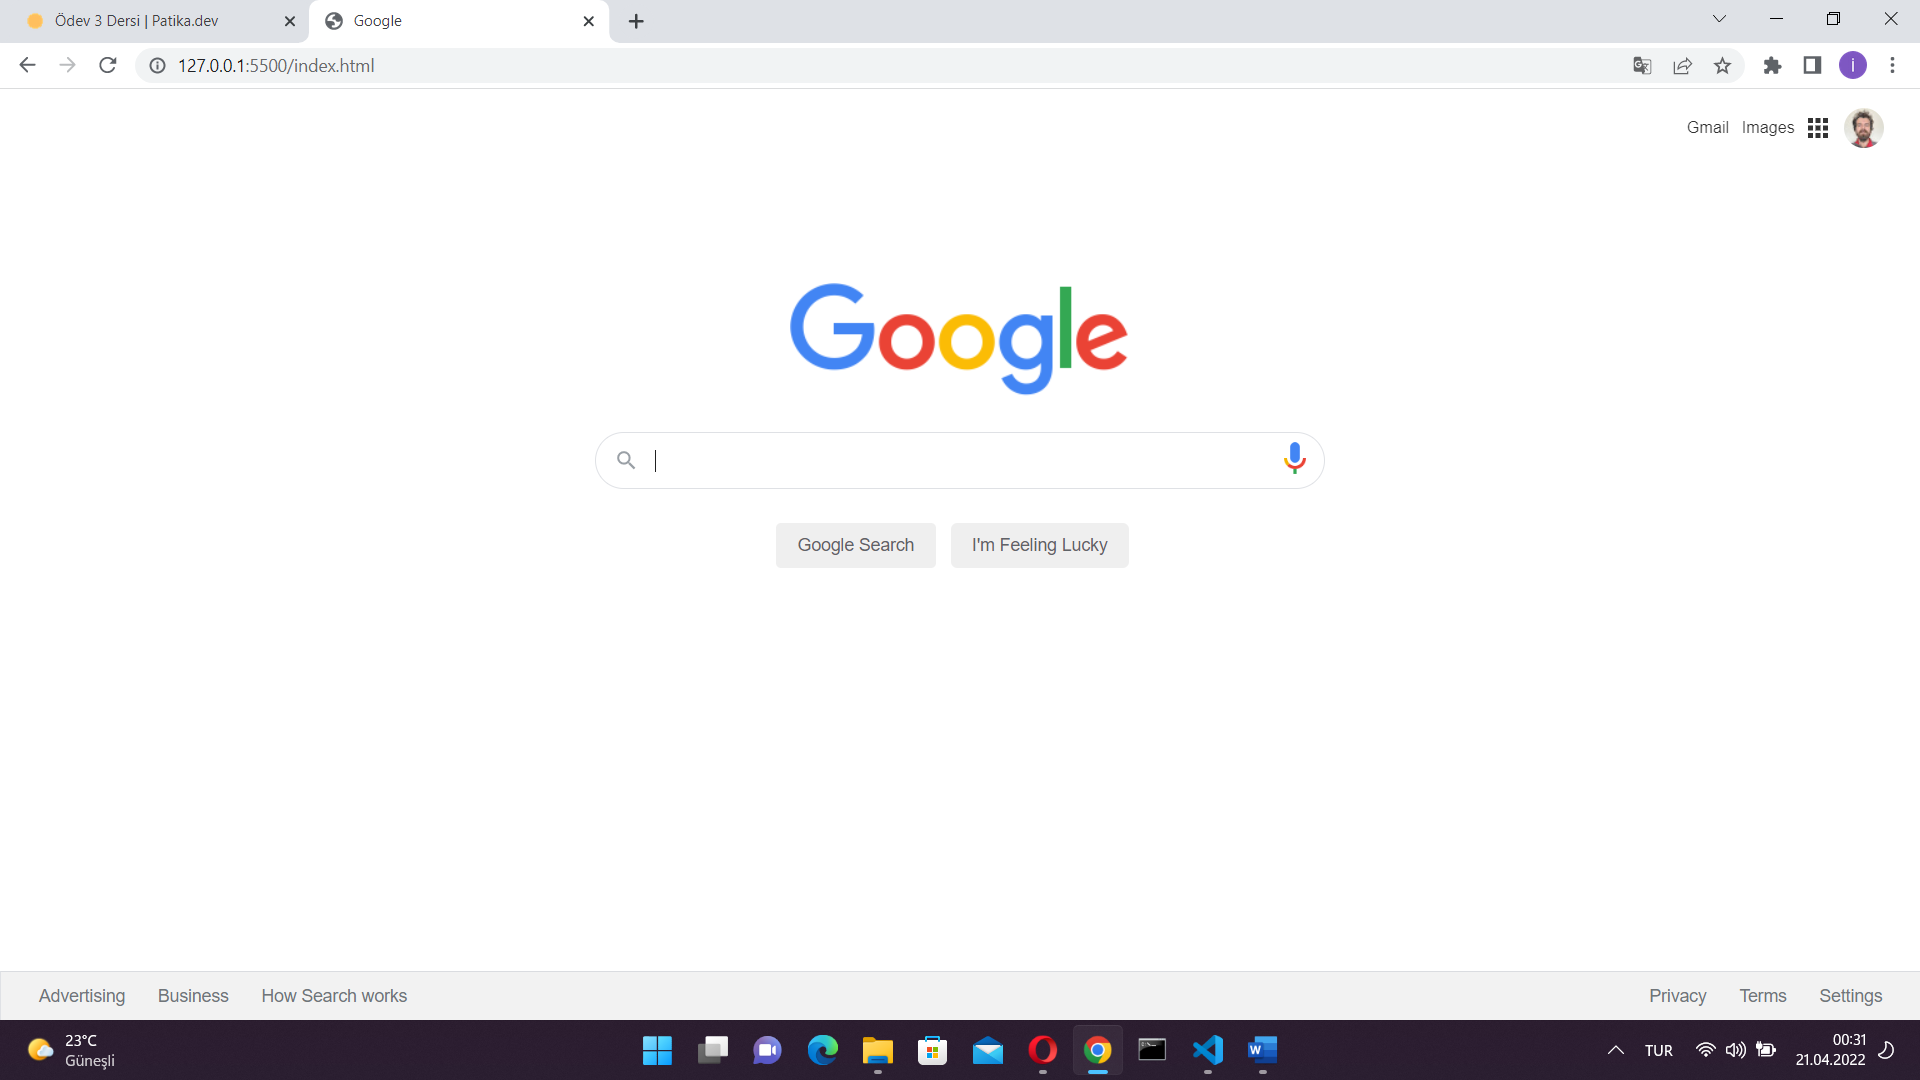 Ödev 3 Dersi | Patika.dev
Google
127.0.0.1:5500/index.html
i
Gmail Images
Google
Google Search I'm Feeling Lucky
Advertising Business How Search works Privacy Terms Settings
23°C
Güneşli
TUR
00:31
21.04.2022